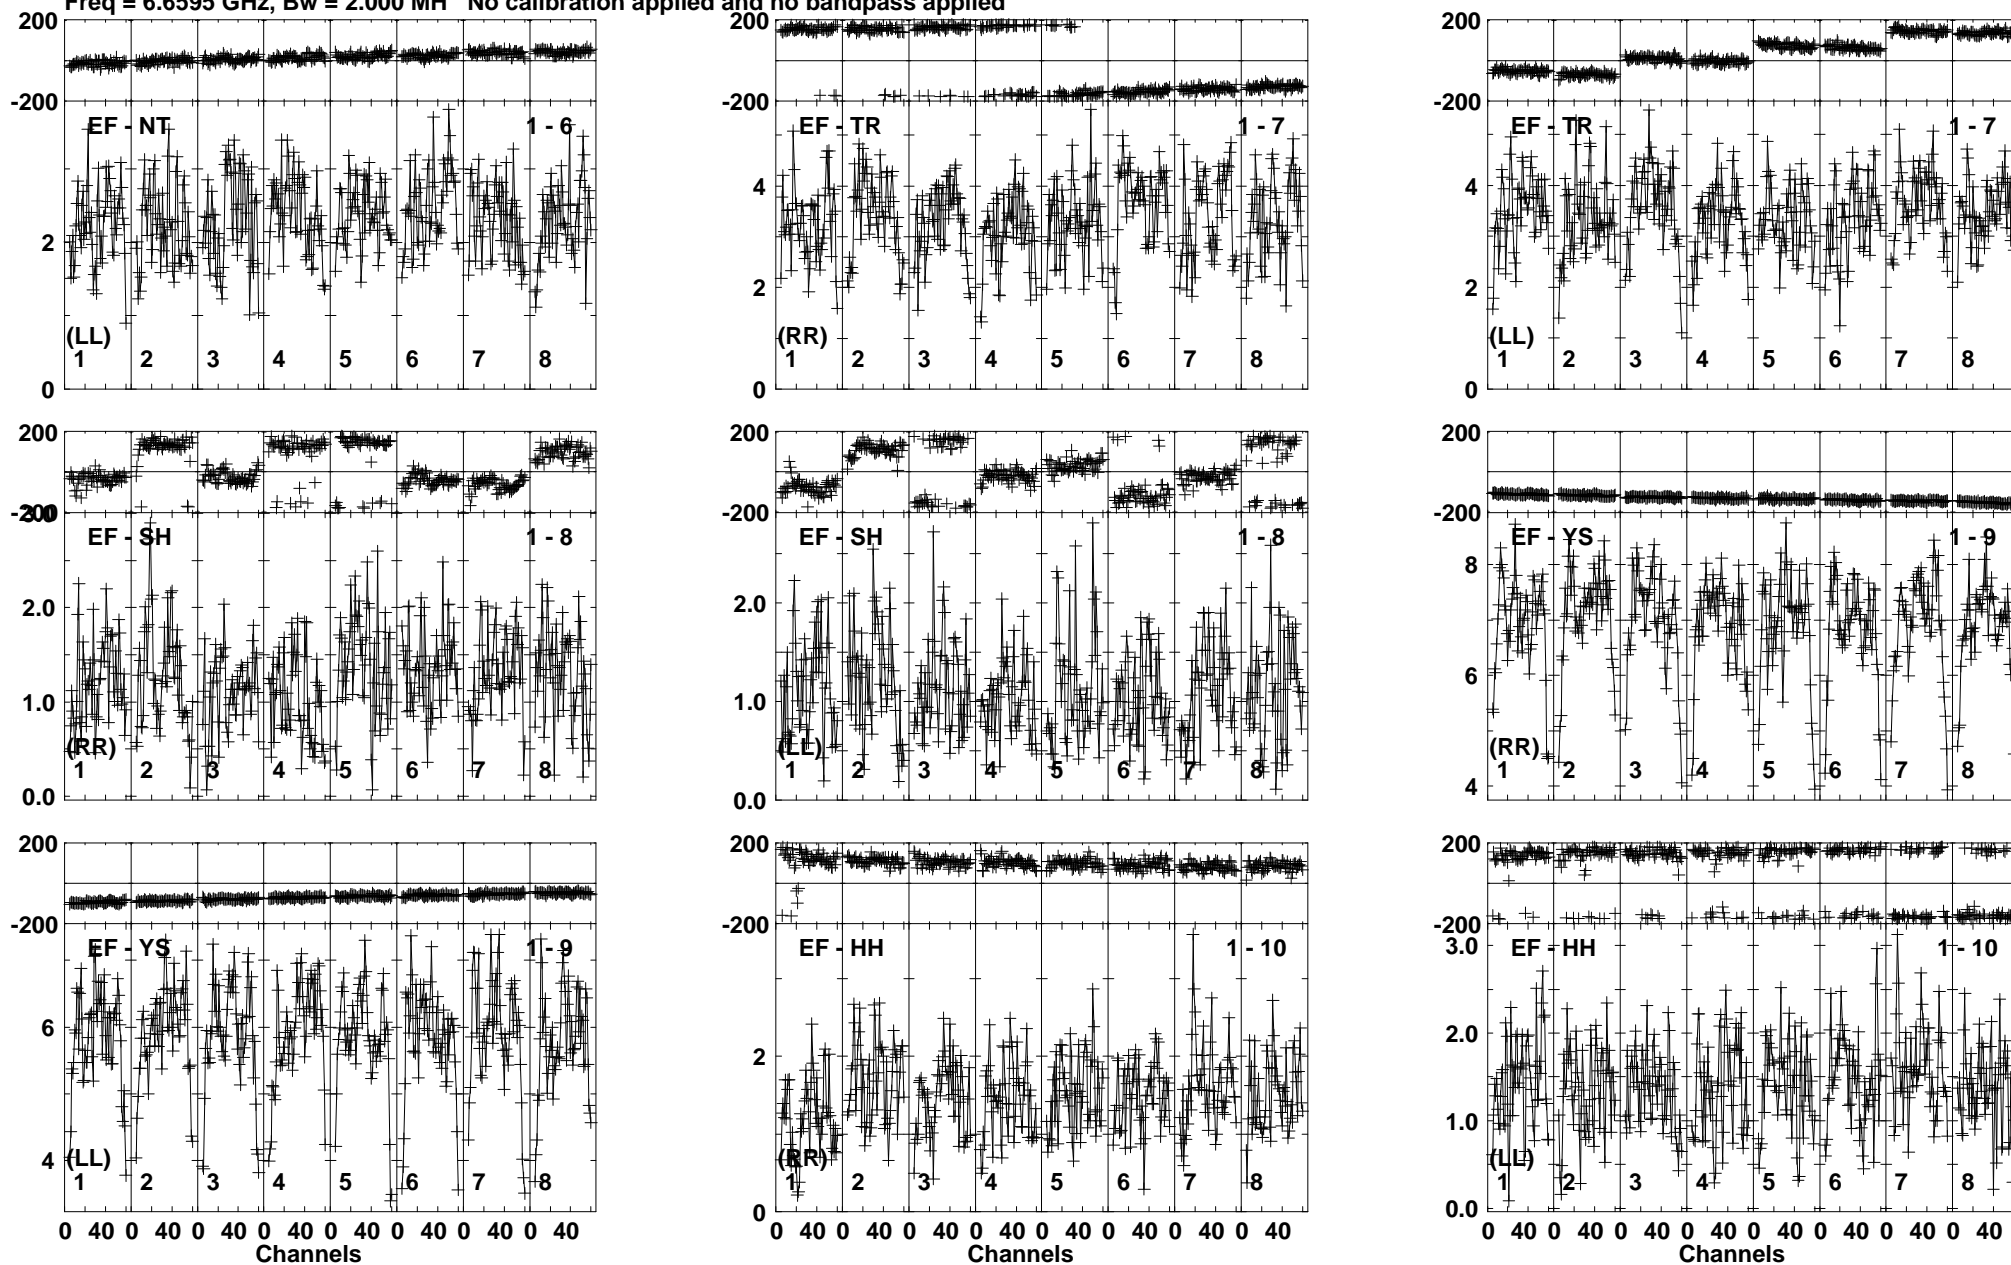 Freq = 6.6595 GHz, Bw = 2.000 MH No calibration applied and no bandpass applied
200 200 200
-200 -200 -200
EF - NT 1 - 6 EF - TR 1 - 7 EF - TR 1 - 7
4 4
2 2 2
(LL) (RR) (LL)
1 2 3 4 5 6 7 8 1 2 3 4 5 6 7 8 1 2 3 4 5 6 7 8
0 0 0
200 200 200
-200 -200 -200
3.0
EF - SH 1 - 8 EF - SH 1 - 8 EF - YS 1 - 9
8
2.0 2.0
6
1.0 1.0
(RR) (LL) (RR)
1 2 3 4 5 6 7 8 1 2 3 4 5 6 7 8 1 2 3 4 5 6 7 8
0.0 0.0 4
200 200 200
-200 -200 -200
EF - YS 1 - 9 EF - HH 1 - 10 EF - HH 1 - 10
3.0
6 2 2.0
4 1.0
(LL) (RR) (LL)
1 2 3 4 5 6 7 8 1 2 3 4 5 6 7 8 1 2 3 4 5 6 7 8
0 0.0
0 40 0 40 0 40 0 40 0 40 0 40 0 40 0 40 0 40 0 40 0 40 0 40 0 40 0 40 0 40 0 40 0 40 0 40 0 40 0 40 0 40 0 40 0 40 0 40
Channels Channels Channels